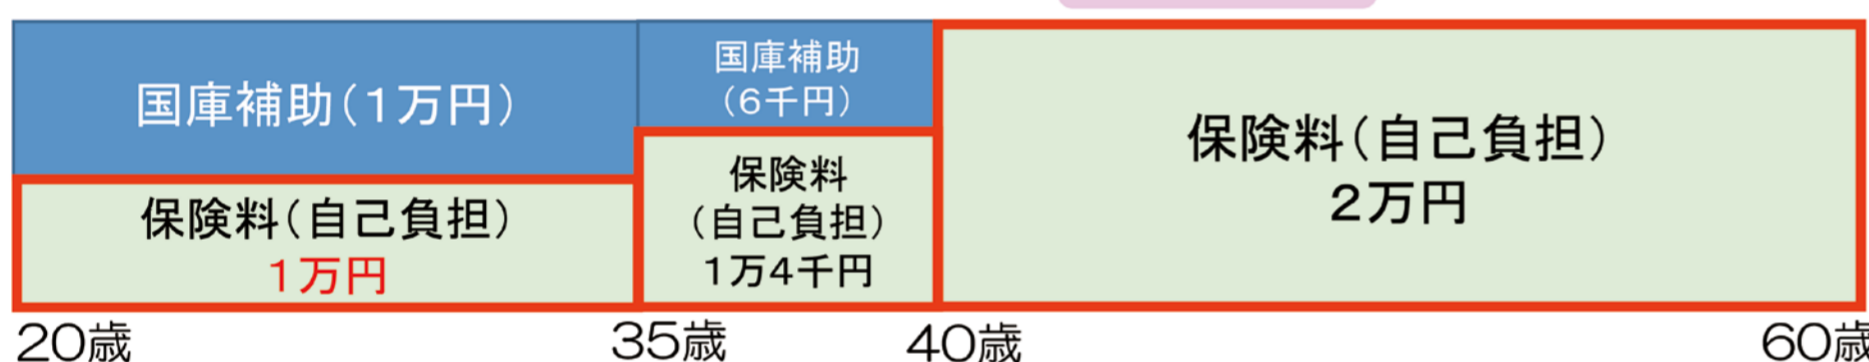 国庫補助(1万円)
保険料(自己負担)
1万円
国庫補助
(6千円)
保険料
(自己負担)
1万4千円
保険料(自己負担)
2万円
20歳
35歳
40歳
60歳